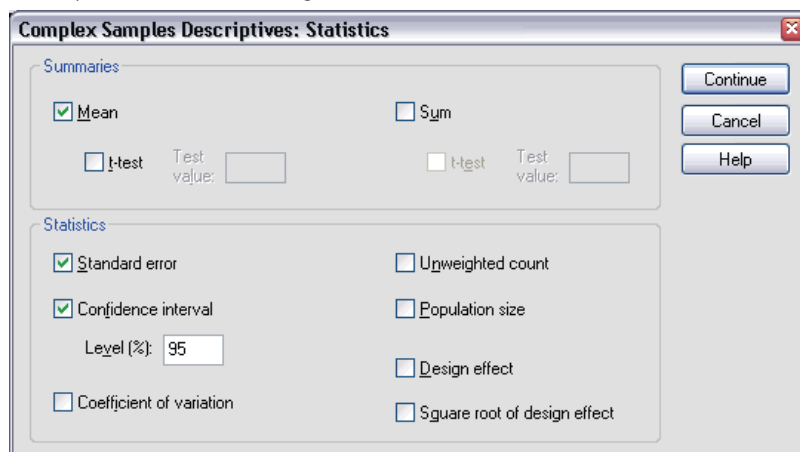 Complex Samples Descriptives: Statistics
Summaries
Mean
Sum
t-test
Test value:
t-test
Test value:
Continue
Cancel
Help
Statistics
Standard error
Unweighted count
Confidence interval
Population size
Level (%): 95
Design effect
Coefficient of variation
Square root of design effect